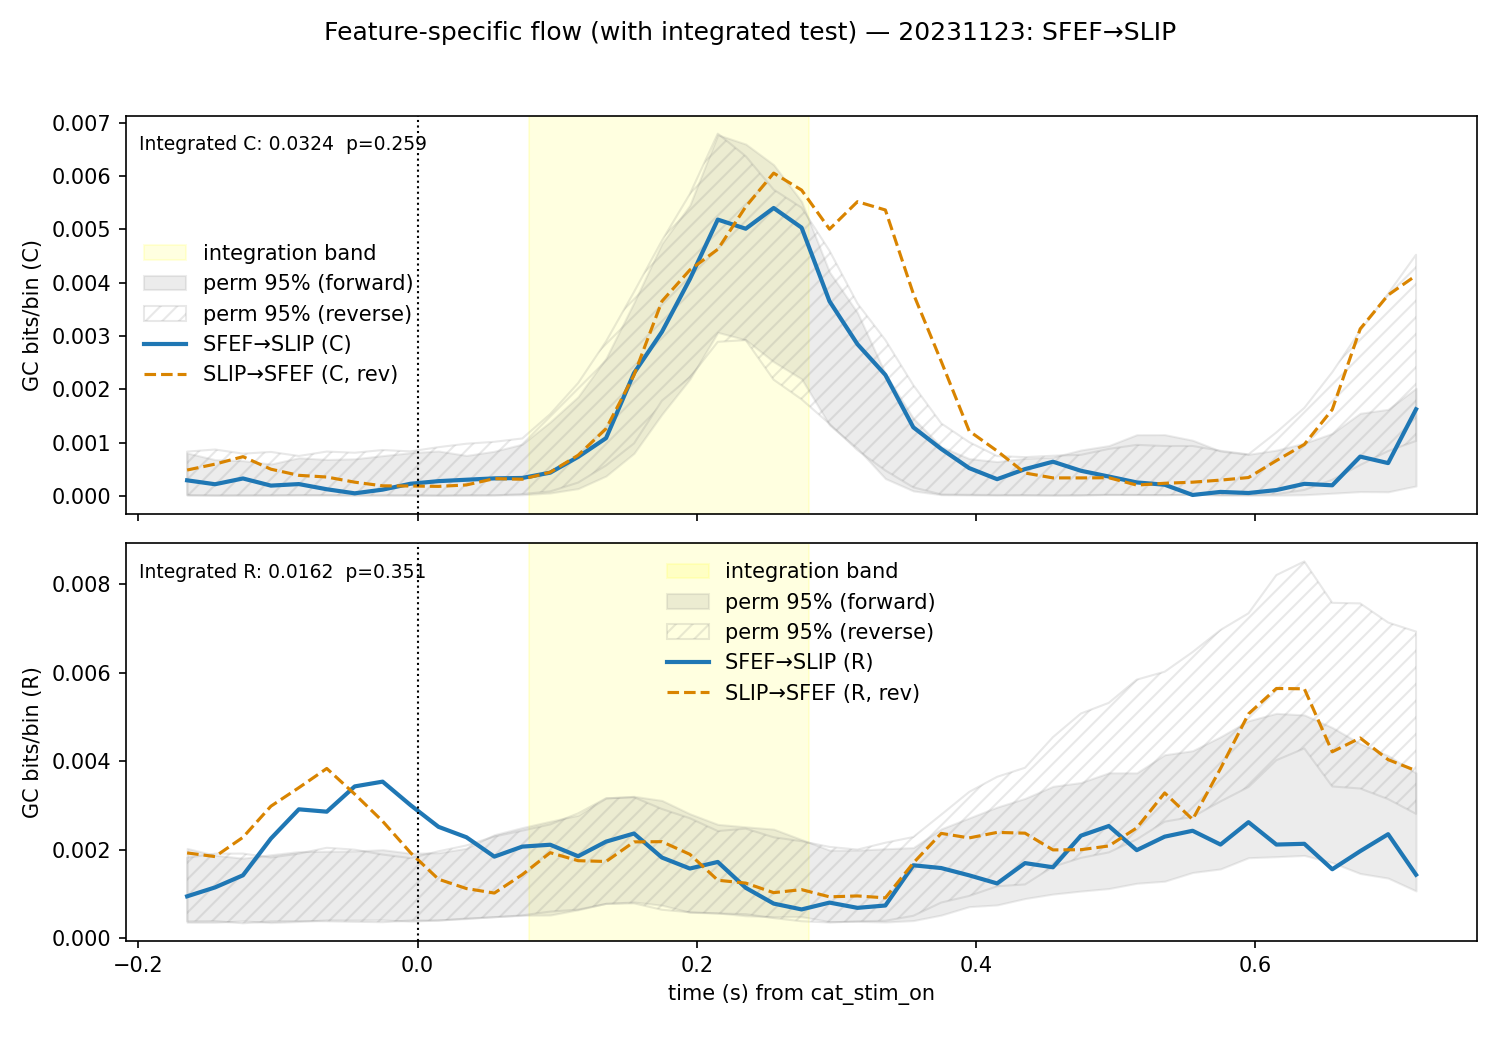 Feature-specific flow (with integrated test) — 20231123: SFEF→SLIP
Integrated C: 0.0324  p=0.259
GC bits/bin (C)
0.007
0.006
0.005
0.004
0.003
0.002
0.001
0.000
integration band
perm 95% (forward)
perm 95% (reverse)
SFEF→SLIP (C)
SLIP→SFEF (C, rev)
Integrated R: 0.0162  p=0.351
GC bits/bin (R)
0.008
0.006
0.004
0.002
0.000
integration band
perm 95% (forward)
perm 95% (reverse)
SFEF→SLIP (R)
SLIP→SFEF (R, rev)
−0.2 0.0 0.2 0.4 0.6
time (s) from cat_stim_on